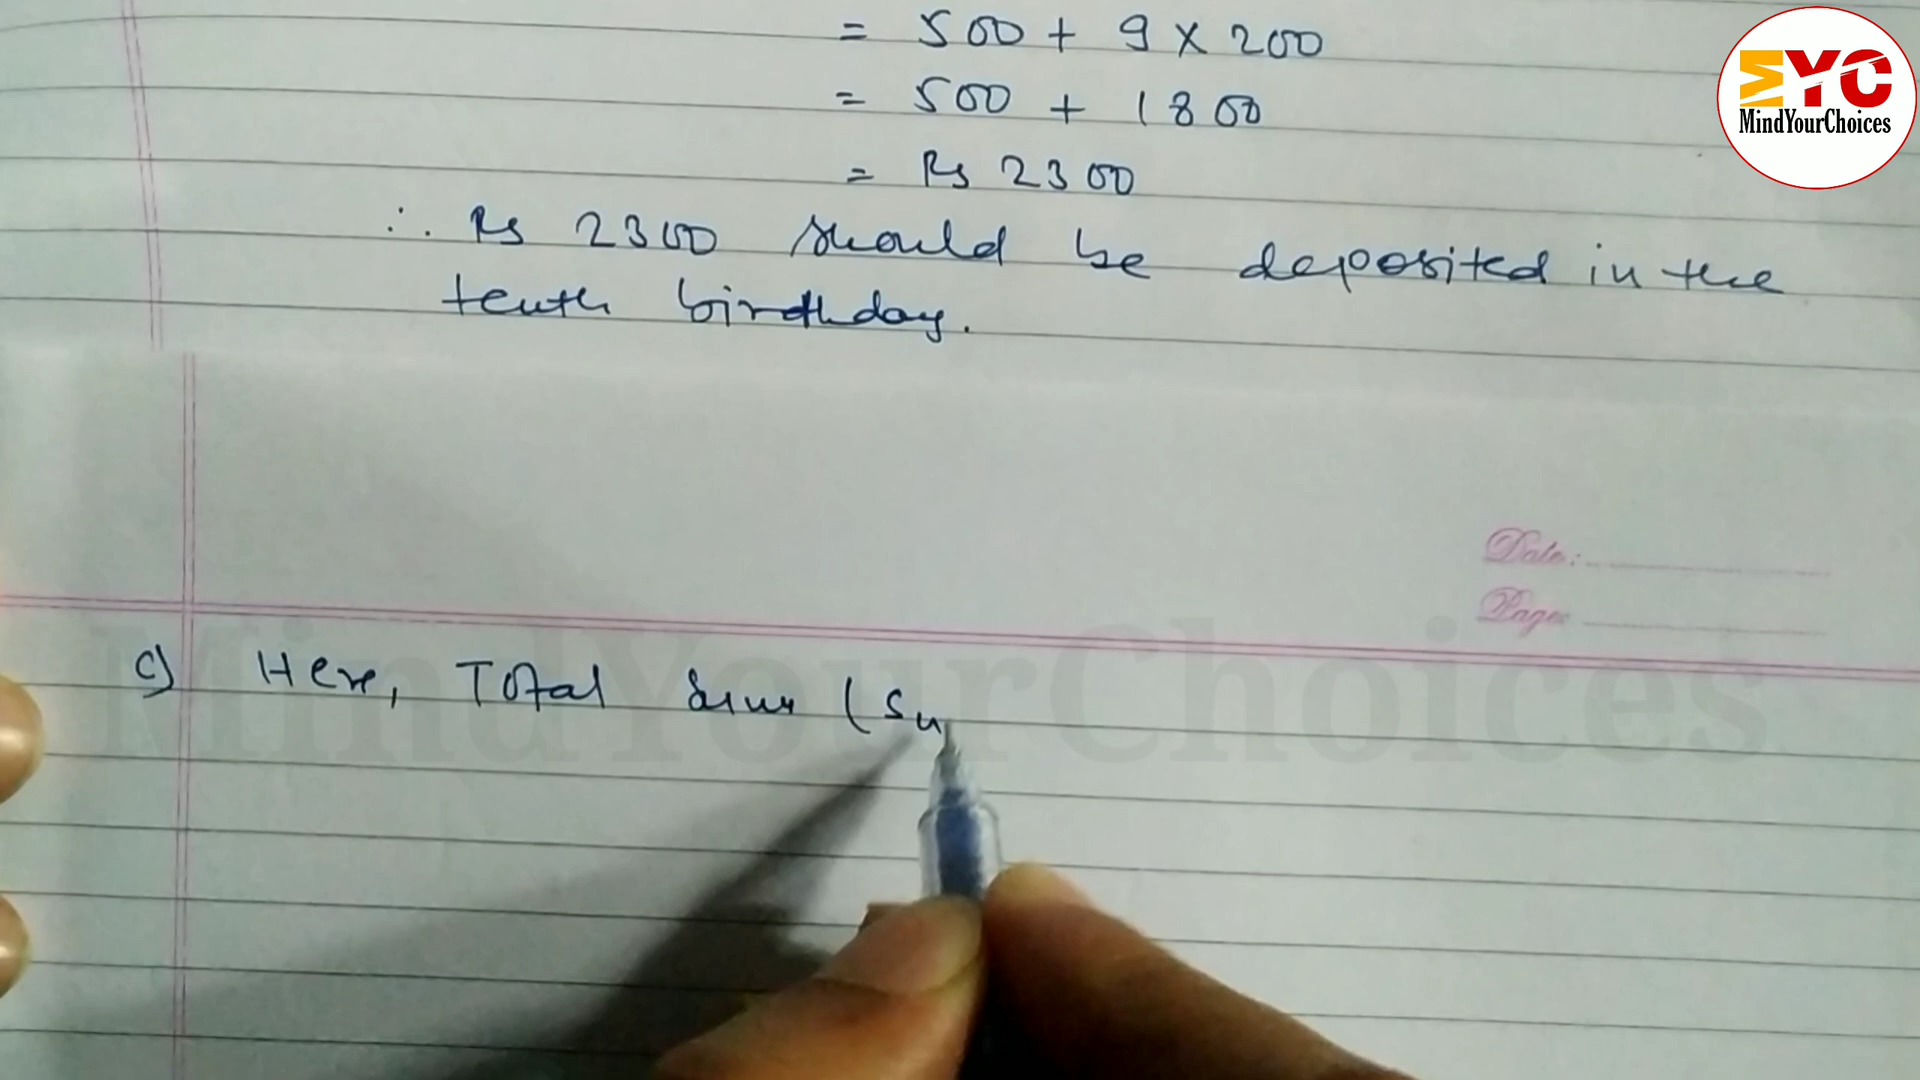 = 500 + 9 × 200
= 500 + 1800
= Rs 2300
∴ Rs 2300 should be deposited in the
tenth birthday.
MYC
MindYourChoices
Date:
Page:
c) Here, Total sum (Sn
MindYourChoices